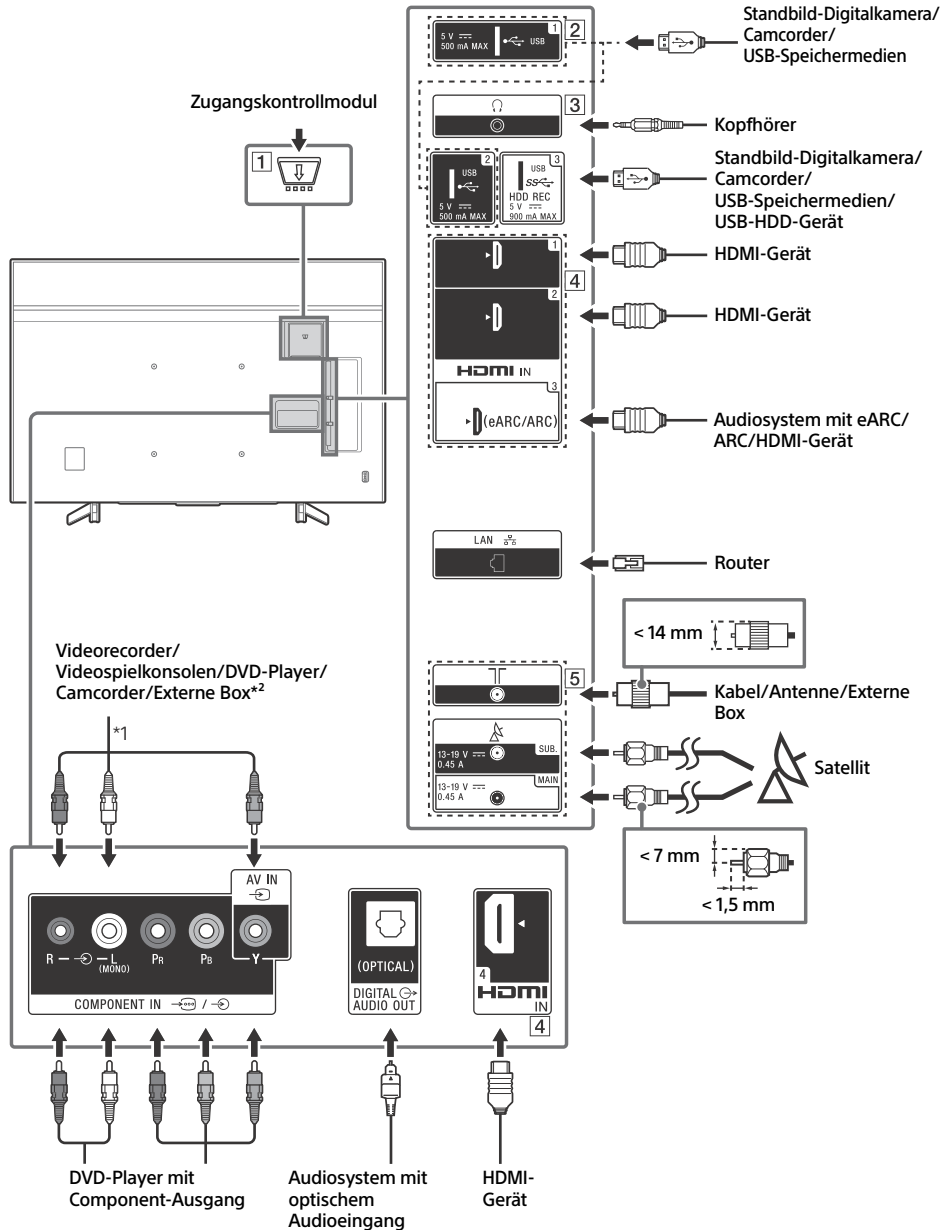 Standbild-Digitalkamera/
Camcorder/
USB-Speichermedien
5 V
500 mA MAX
USB
1
2
Zugangskontrollmodul
1
3
Kopfhörer
2
USB
5 V
500 mA MAX
3
USB
SS
HDD REC
5 V
900 mA MAX
Standbild-Digitalkamera/
Camcorder/
USB-Speichermedien/
USB-HDD-Gerät
1
HDMI-Gerät
4
2
HDMI-Gerät
HDMI IN
3
(eARC/ARC)
Audiosystem mit eARC/
ARC/HDMI-Gerät
LAN
Router
< 14 mm
5
Kabel/Antenne/Externe
Box
13-19 V
0.45 A
SUB.
13-19 V
0.45 A
MAIN
Satellit
< 7 mm
< 1,5 mm
Videorecorder/
Videospielkonsolen/DVD-Player/
Camcorder/Externe Box*2
*1
AV IN
R
L
(MONO)
PR
PB
Y
COMPONENT IN /
(OPTICAL)
DIGITAL
AUDIO OUT
4
HDMI
IN
4
DVD-Player mit
Component-Ausgang
Audiosystem mit
optischem
Audioeingang
HDMI-
Gerät